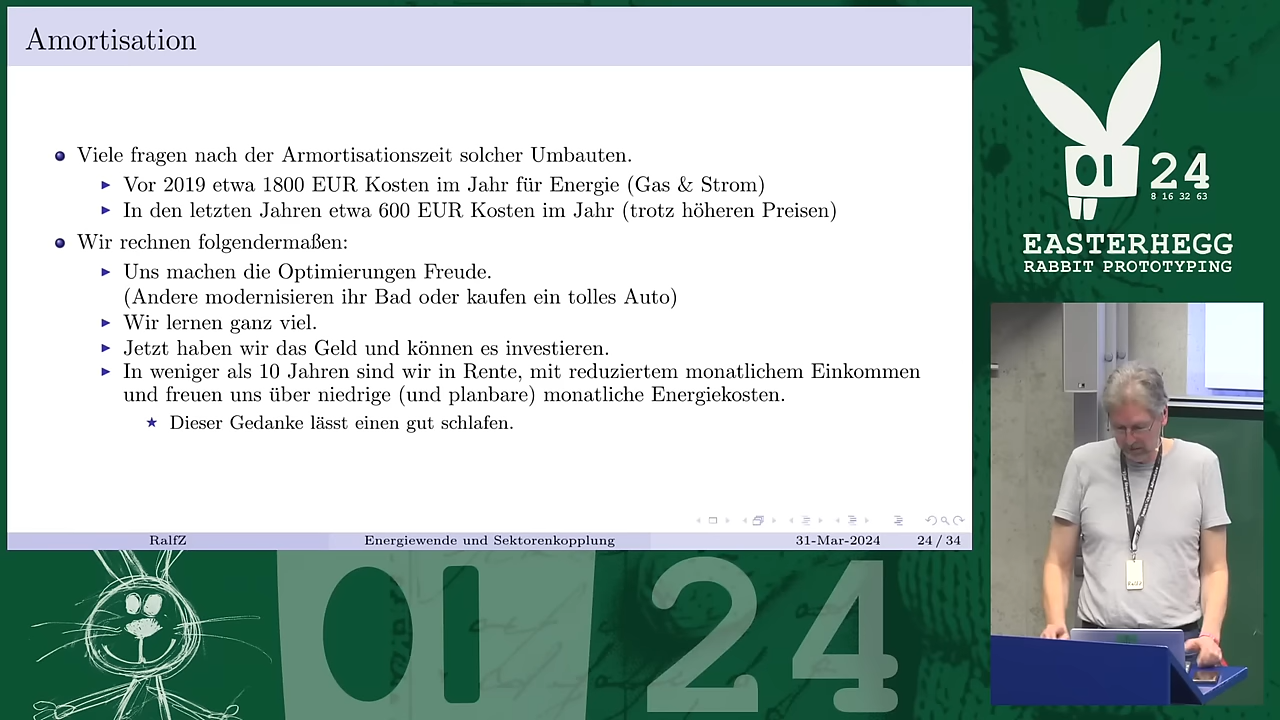 Amortisation
Viele fragen nach der Armortisationszeit solcher Umbauten.
Vor 2019 etwa 1800 EUR Kosten im Jahr für Energie (Gas & Strom)
In den letzten Jahren etwa 600 EUR Kosten im Jahr (trotz höheren Preisen)
Wir rechnen folgendermaßen:
Uns machen die Optimierungen Freude.
(Andere modernisieren ihr Bad oder kaufen ein tolles Auto)
Wir lernen ganz viel.
Jetzt haben wir das Geld und können es investieren.
In weniger als 10 Jahren sind wir in Rente, mit reduziertem monatlichem Einkommen
und freuen uns über niedrige (und planbare) monatliche Energiekosten.
Dieser Gedanke lässt einen gut schlafen.
RalfZ
Energiewende und Sektorenkopplung
31-Mar-2024
24 / 34
24
8 16 32 63
EASTERHEGG
RABBIT PROTOTYPING
24